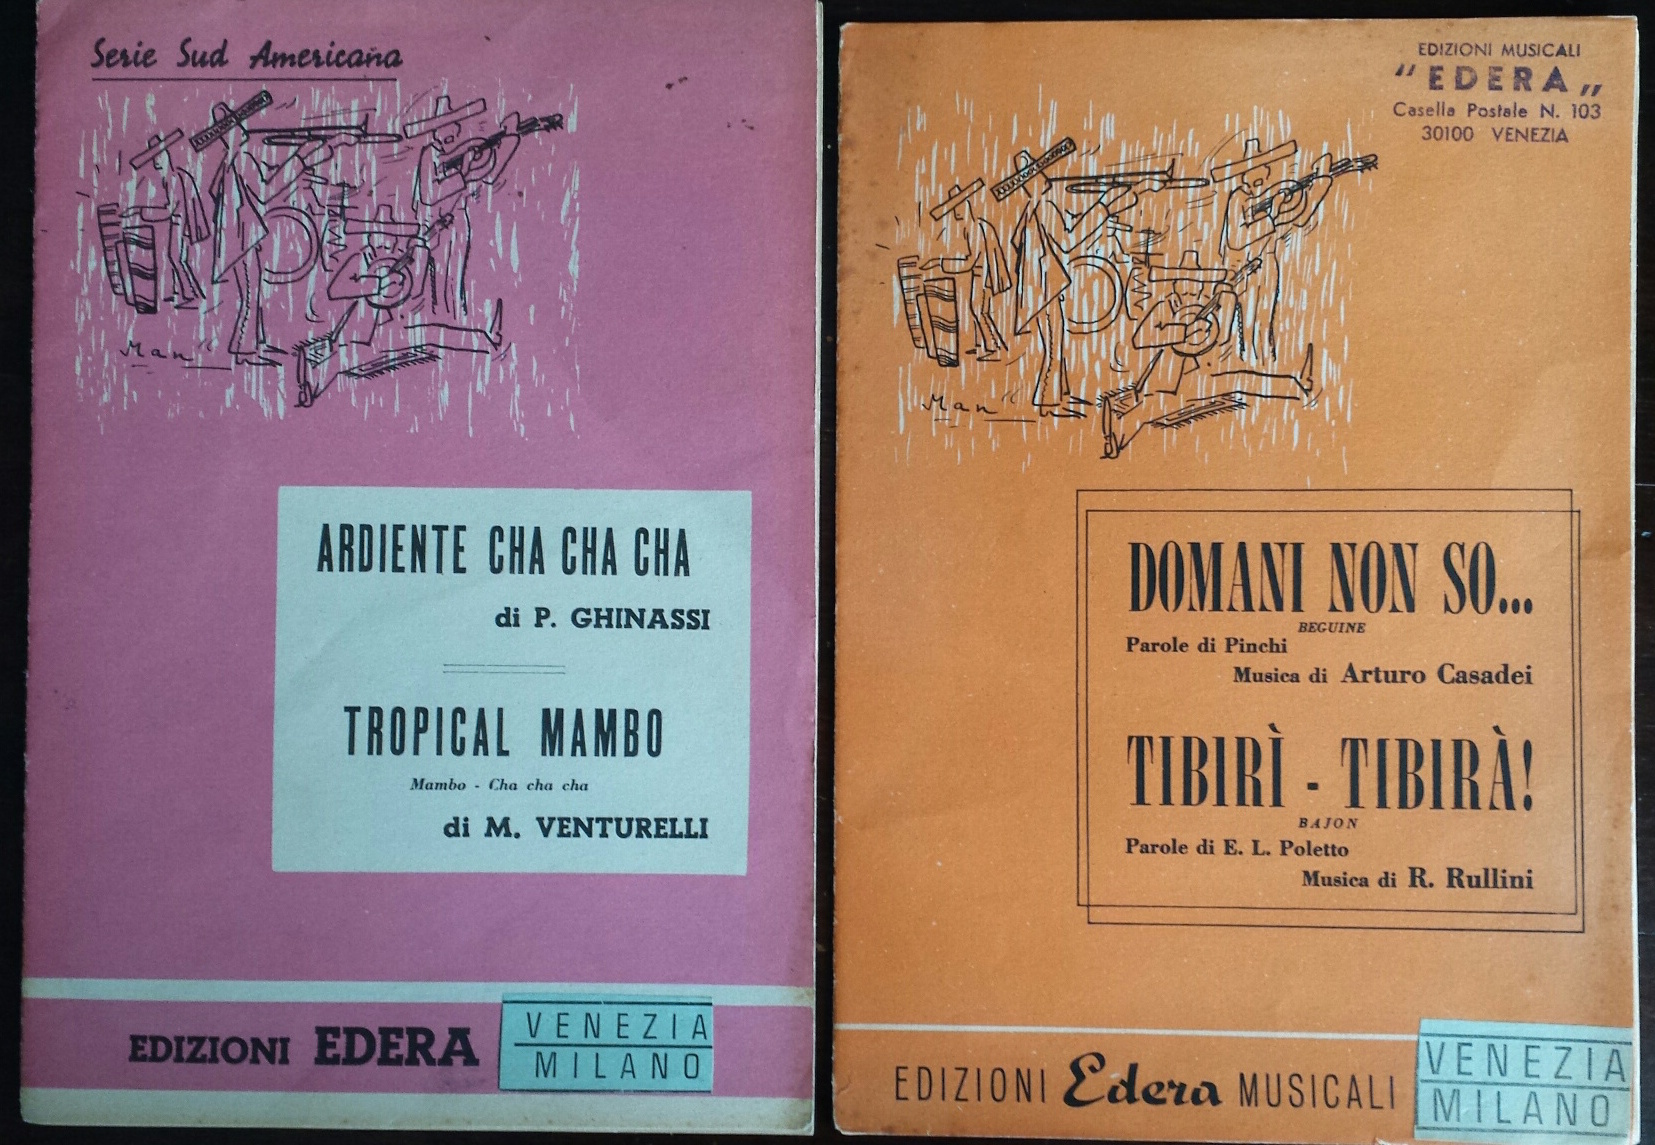 Serie Sud Americaña
Man
ARDIENTE CHA CHA CHA
di P. GHINASSI
TROPICAL MAMBO
Mambo - Cha cha cha
di M. VENTURELLI
EDIZIONI EDERA
VENEZIA
MILANO
EDIZIONI MUSICALI
"EDERA„
Casella Postale N. 103
30100 VENEZIA
Man
DOMANI NON SO...
BEGUINE
Parole di Pinchi
Musica di Arturo Casadei
TIBIRÌ - TIBIRÀ!
BAJON
Parole di E. L. Poletto
Musica di R. Rullini
EDIZIONI Edera MUSICALI
VENEZIA
MILANO